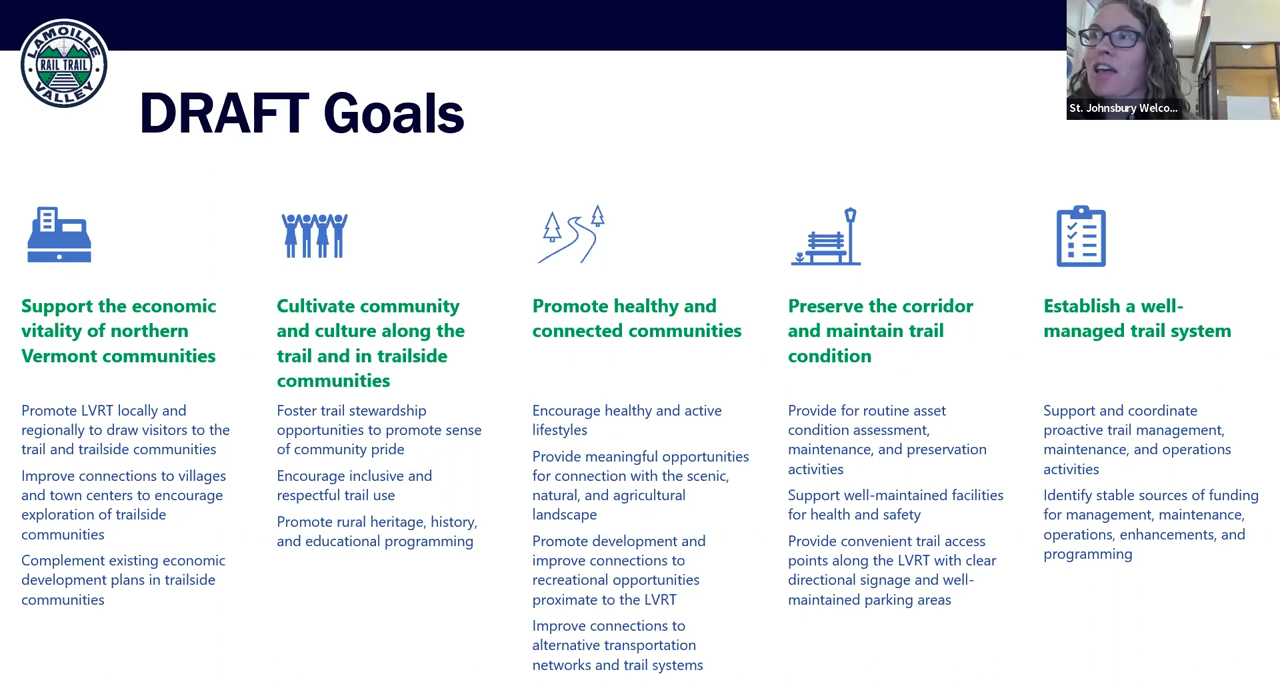 LAMOILLE
RAIL TRAIL
VALLEY
St. Johnsbury Welco...
DRAFT Goals
Support the economic
vitality of northern
Vermont communities
Promote LVRT locally and
regionally to draw visitors to the
trail and trailside communities
Improve connections to villages
and town centers to encourage
exploration of trailside
communities
Complement existing economic
development plans in trailside
communities
Cultivate community
and culture along the
trail and in trailside
communities
Foster trail stewardship
opportunities to promote sense
of community pride
Encourage inclusive and
respectful trail use
Promote rural heritage, history,
and educational programming
Promote healthy and
connected communities
Encourage healthy and active
lifestyles
Provide meaningful opportunities
for connection with the scenic,
natural, and agricultural
landscape
Promote development and
improve connections to
recreational opportunities
proximate to the LVRT
Improve connections to
alternative transportation
networks and trail systems
Preserve the corridor
and maintain trail
condition
Provide for routine asset
condition assessment,
maintenance, and preservation
activities
Support well-maintained facilities
for health and safety
Provide convenient trail access
points along the LVRT with clear
directional signage and well-
maintained parking areas
Establish a well-
managed trail system
Support and coordinate
proactive trail management,
maintenance, and operations
activities
Identify stable sources of funding
for management, maintenance,
operations, enhancements, and
programming